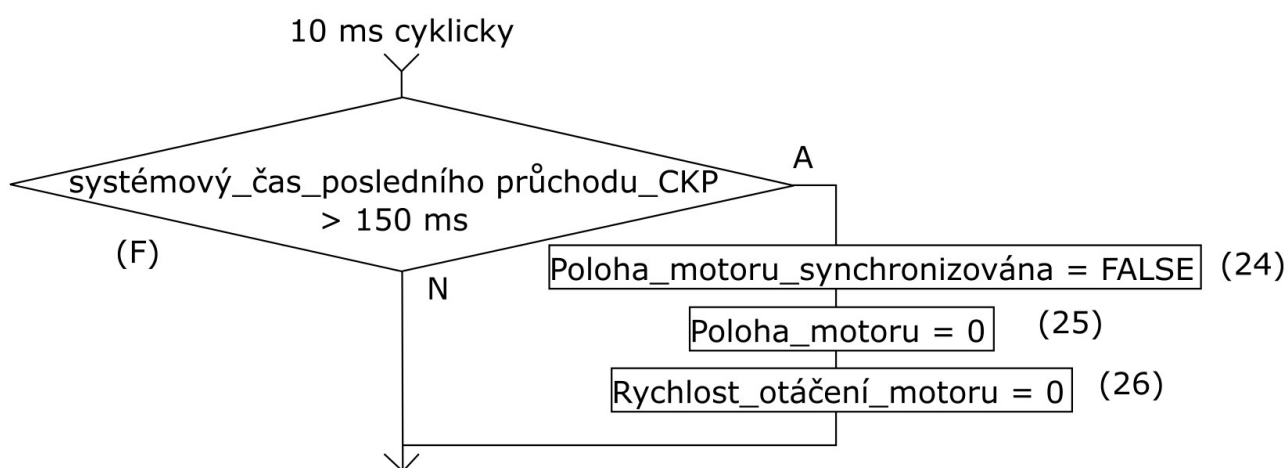 10 ms cyklicky
A
systémový_čas_posledního průchodu_CKP
> 150 ms
(F)
N
Poloha_motoru_synchronizována = FALSE (24)
Poloha_motoru = 0 (25)
Rychlost_otáčení_motoru = 0 (26)